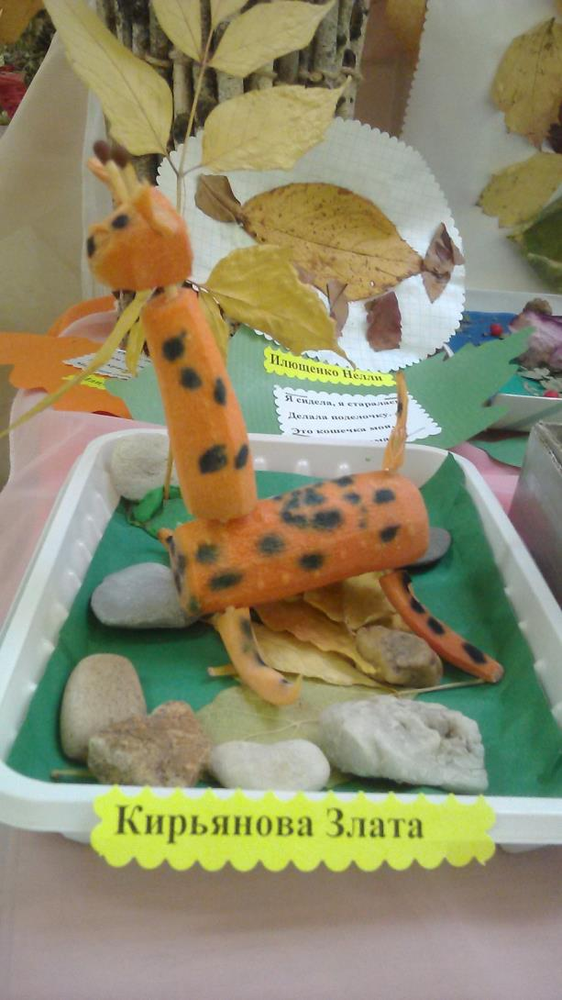 Илющенко Нелли
Я сидела, я старалась
Делала поделочку.
Это кошечка моя,
Кирьянова Злата